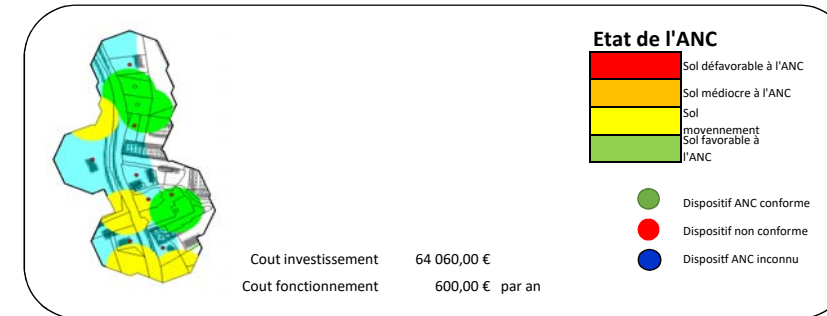 Etat de l'ANC
Sol défavorable à l'ANC
Sol médiocre à l'ANC
Sol
movennement
Sol favorable à
l'ANC
Dispositif ANC conforme
Dispositif non conforme
Dispositf ANC inconnu
Cout investissement 64 060,00 €
Cout fonctionnement 600,00 € par an